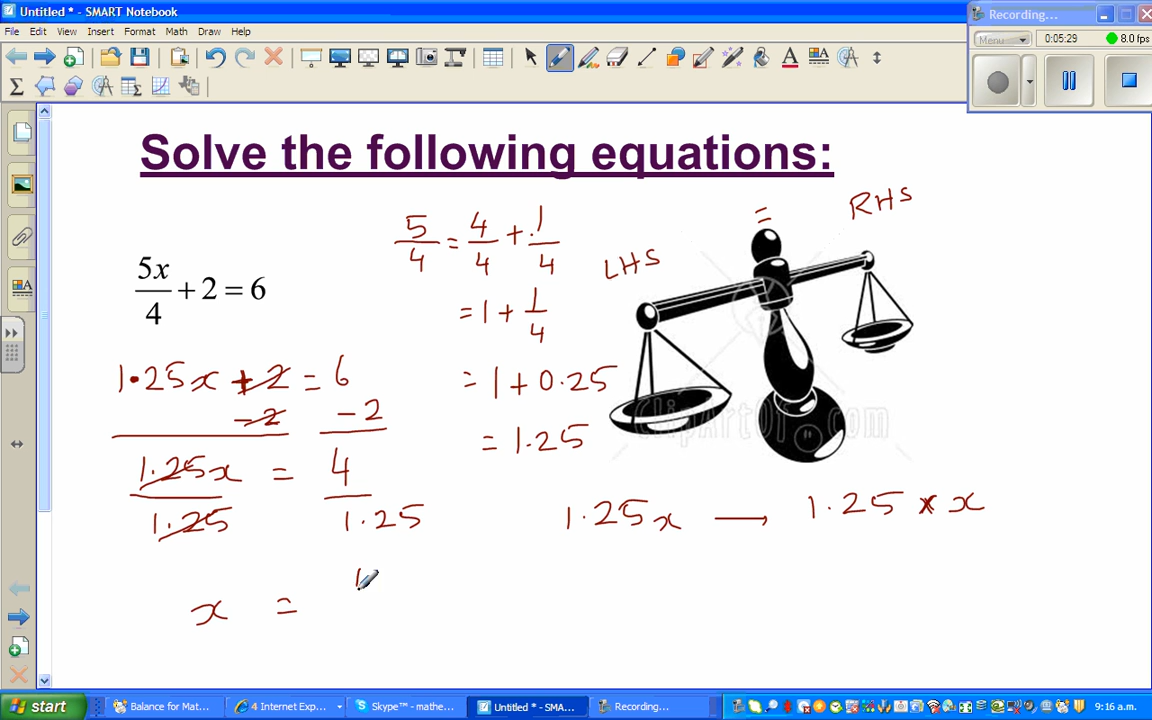 Untitled * - SMART Notebook
File Edit View Insert Format Math Draw Help
Recording...
Menu
0:05:29
8.0 fps
Solve the following equations:
5x/4 + 2 = 6
5/4 = 4/4 + 1/4
= 1 + 1/4
= 1 + 0.25
= 1.25
LHS
=
RHS
1.25x + 2 = 6
- 2 - 2
1.25x = 4
1.25 1.25
1.25x → 1.25 × x
x =
start
Balance for Mat...
4 Internet Exp...
Skype™ - mathe...
Untitled * - SMA...
Recording...
9:16 a.m.